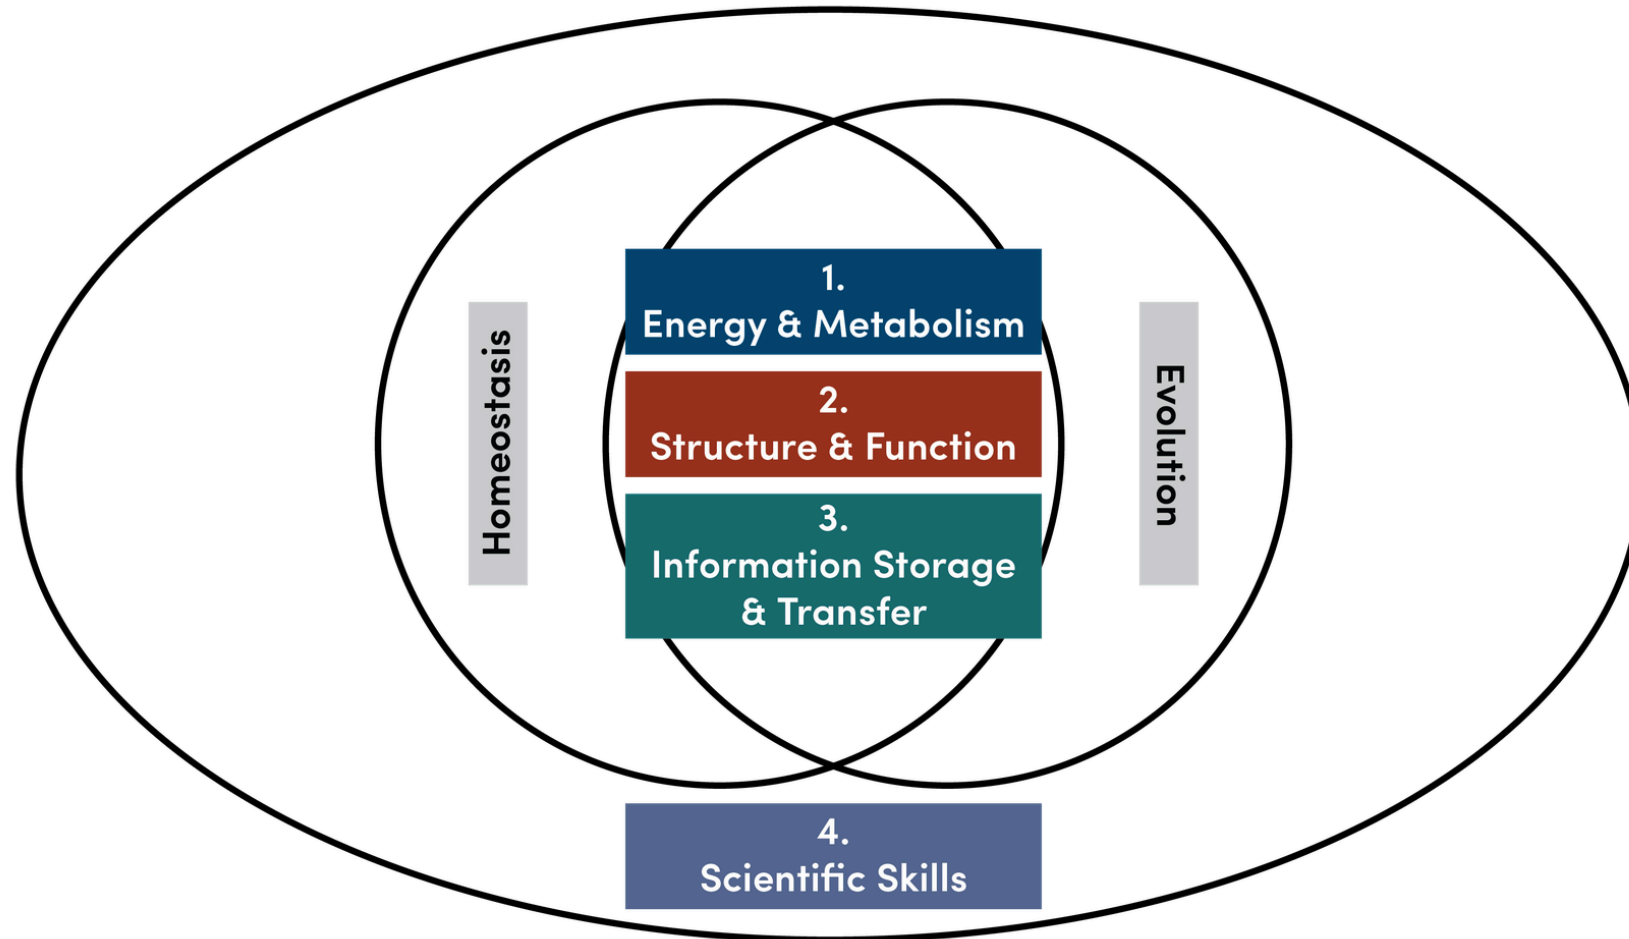 1.
Energy & Metabolism
2.
Structure & Function
3.
Information Storage
& Transfer
Homeostasis
Evolution
4.
Scientific Skills